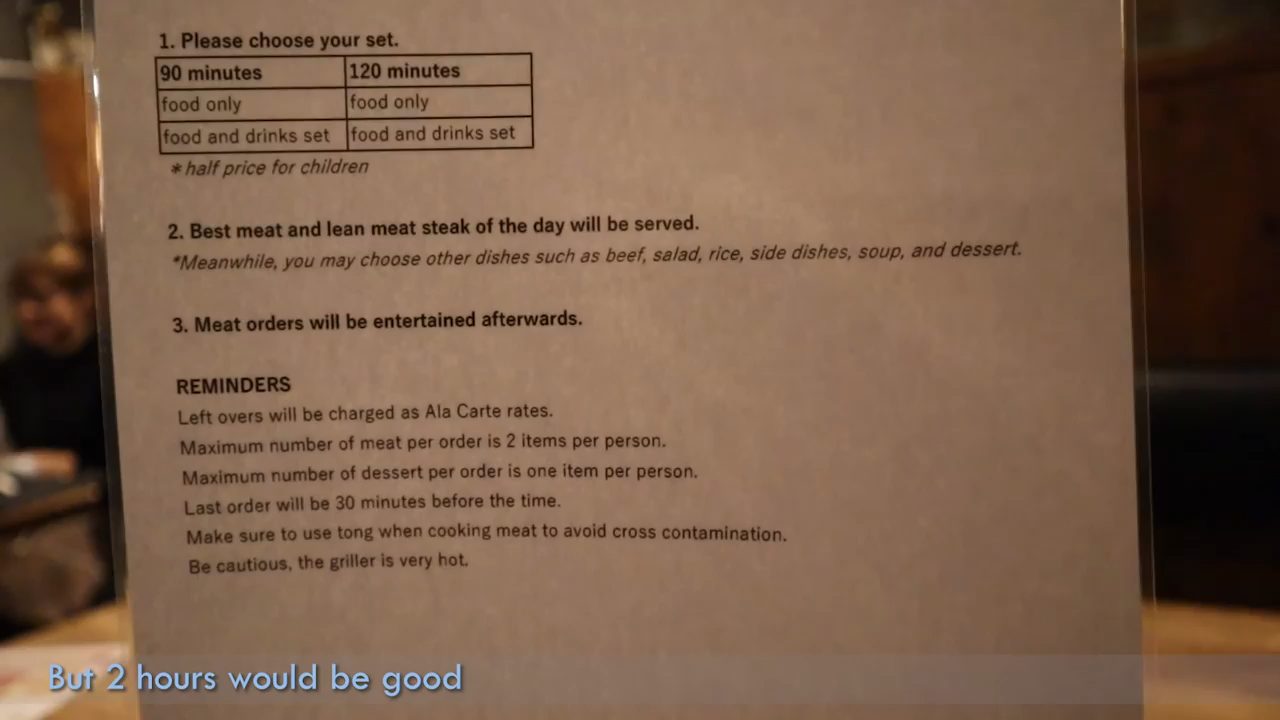 1. Please choose your set.
90 minutes 120 minutes
food only food only
food and drinks set food and drinks set
*half price for children
2. Best meat and lean meat steak of the day will be served.
*Meanwhile, you may choose other dishes such as beef, salad, rice, side dishes, soup, and dessert.
3. Meat orders will be entertained afterwards.
REMINDERS
Left overs will be charged as Ala Carte rates.
Maximum number of meat per order is 2 items per person.
Maximum number of dessert per order is one item per person.
Last order will be 30 minutes before the time.
Make sure to use tong when cooking meat to avoid cross contamination.
Be cautious, the griller is very hot.
But 2 hours would be good